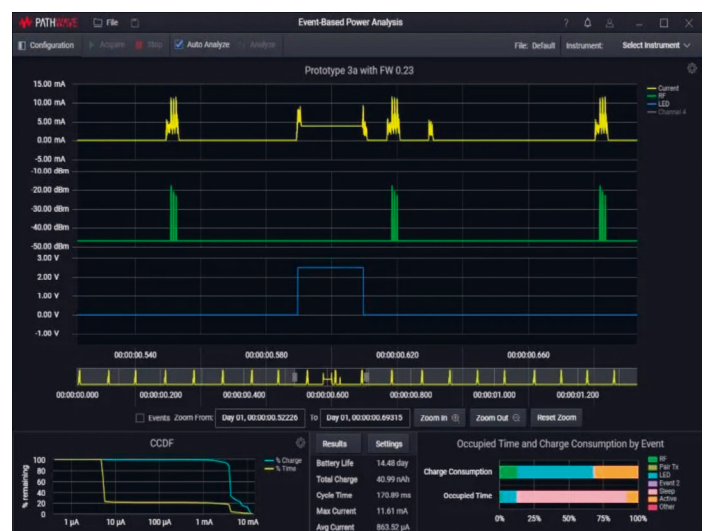 PATHWAVE File Event-Based Power Analysis ?
Configuration Acquire Stop Auto Analyze Analyze File: Default Instrument: Select Instrument
Prototype 3a with FW 0.23
15.00 mA
10.00 mA
5.00 mA
0.00 mA
-5.00 mA
Current
RF
LED
Channel 4
-10.00 dBm
-20.00 dBm
-30.00 dBm
-40.00 dBm
-50.00 dBm
3.00 V
2.00 V
1.00 V
0.00 V
-1.00 V
00:00:00.540 00:00:00.580 00:00:00.620 00:00:00.660
00:00:00.000 00:00:00.200 00:00:00.400 00:00:00.600 00:00:00.800 00:00:01.000 00:00:01.200
Events Zoom From: Day 01, 00:00:00.52226 To Day 01, 00:00:00.69315 Zoom In Zoom Out Reset Zoom
CCDF
% remaining
100
80
60
40
20
0
1 µA 10 µA 100 µA 1 mA 10 mA
% Charge
% Time
Results Settings
Battery Life 14.48 day
Total Charge 40.99 nAh
Cycle Time 170.89 ms
Max Current 11.61 mA
Avg Current 863.52 µA
Occupied Time and Charge Consumption by Event
Charge Consumption
Occupied Time
0% 25% 50% 75% 100%
RF
Pair Tx
LED
Event 2
Sleep
Active
Other